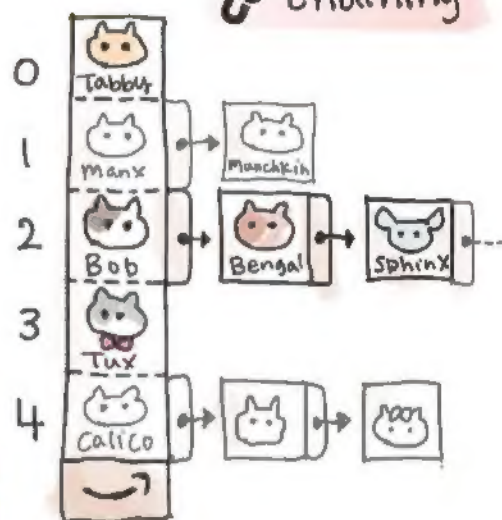 Chaining
0
Tabby
1
Manx
Munchkin
2
Bob
Bengal
Sphinx
3
Tux
4
Calico